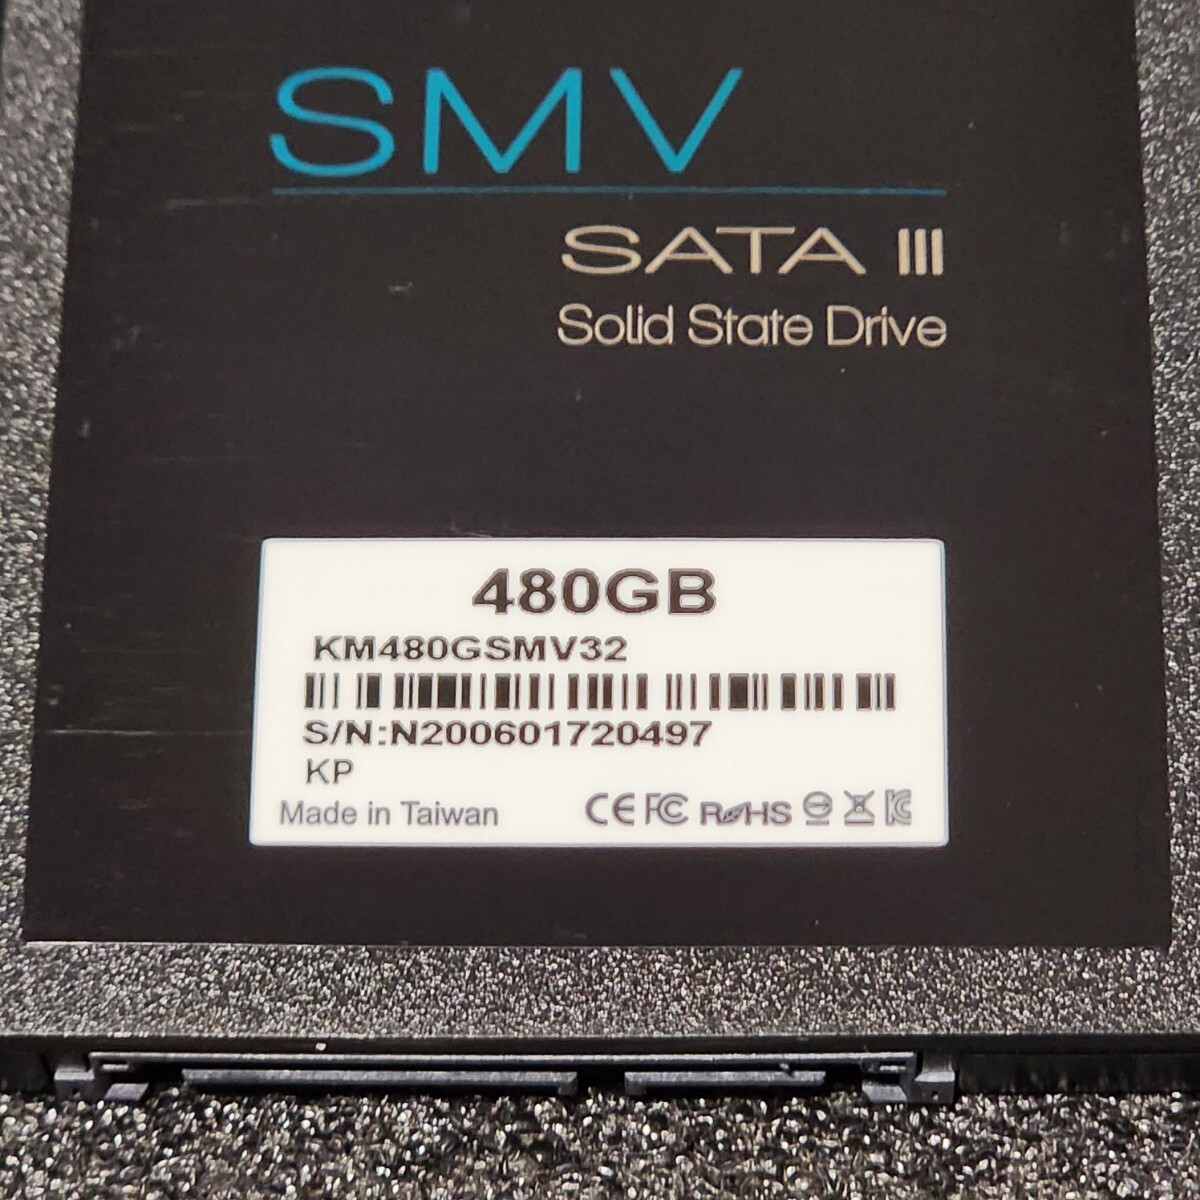 SMV
SATA III
Solid State Drive
480GB
KM480GSMV32
S/N:N200601720497
KP
Made in Taiwan
CE FC RoHS